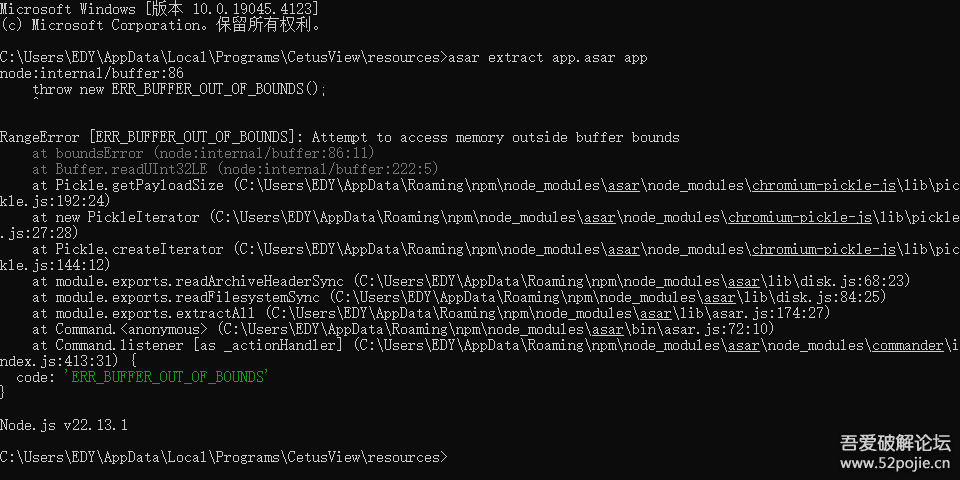 Microsoft Windows [版本 10.0.19045.4123]
(c) Microsoft Corporation。保留所有权利。
C:\Users\EDY\AppData\Local\Programs\CetusView\resources>asar extract app.asar app
node:internal/buffer:86
    throw new ERR_BUFFER_OUT_OF_BOUNDS();
    ^
RangeError [ERR_BUFFER_OUT_OF_BOUNDS]: Attempt to access memory outside buffer bounds
    at boundsError (node:internal/buffer:86:11)
    at Buffer.readUInt32LE (node:internal/buffer:222:5)
    at Pickle.getPayloadSize (C:\Users\EDY\AppData\Roaming\npm\node_modules\asar\node_modules\chromium-pickle-js\lib\pic
kle.js:192:24)
    at new PickleIterator (C:\Users\EDY\AppData\Roaming\npm\node_modules\asar\node_modules\chromium-pickle-js\lib\pickle
.js:27:28)
    at Pickle.createIterator (C:\Users\EDY\AppData\Roaming\npm\node_modules\asar\node_modules\chromium-pickle-js\lib\pic
kle.js:144:12)
    at module.exports.readArchiveHeaderSync (C:\Users\EDY\AppData\Roaming\npm\node_modules\asar\lib\disk.js:68:23)
    at module.exports.readFilesystemSync (C:\Users\EDY\AppData\Roaming\npm\node_modules\asar\lib\disk.js:84:25)
    at module.exports.extractAll (C:\Users\EDY\AppData\Roaming\npm\node_modules\asar\lib\asar.js:174:27)
    at Command.<anonymous> (C:\Users\EDY\AppData\Roaming\npm\node_modules\asar\bin\asar.js:72:10)
    at Command.listener [as _actionHandler] (C:\Users\EDY\AppData\Roaming\npm\node_modules\asar\node_modules\commander\i
ndex.js:413:31) {
  code: 'ERR_BUFFER_OUT_OF_BOUNDS'
}
Node.js v22.13.1
C:\Users\EDY\AppData\Local\Programs\CetusView\resources>
吾爱破解论坛
www.52pojie.cn